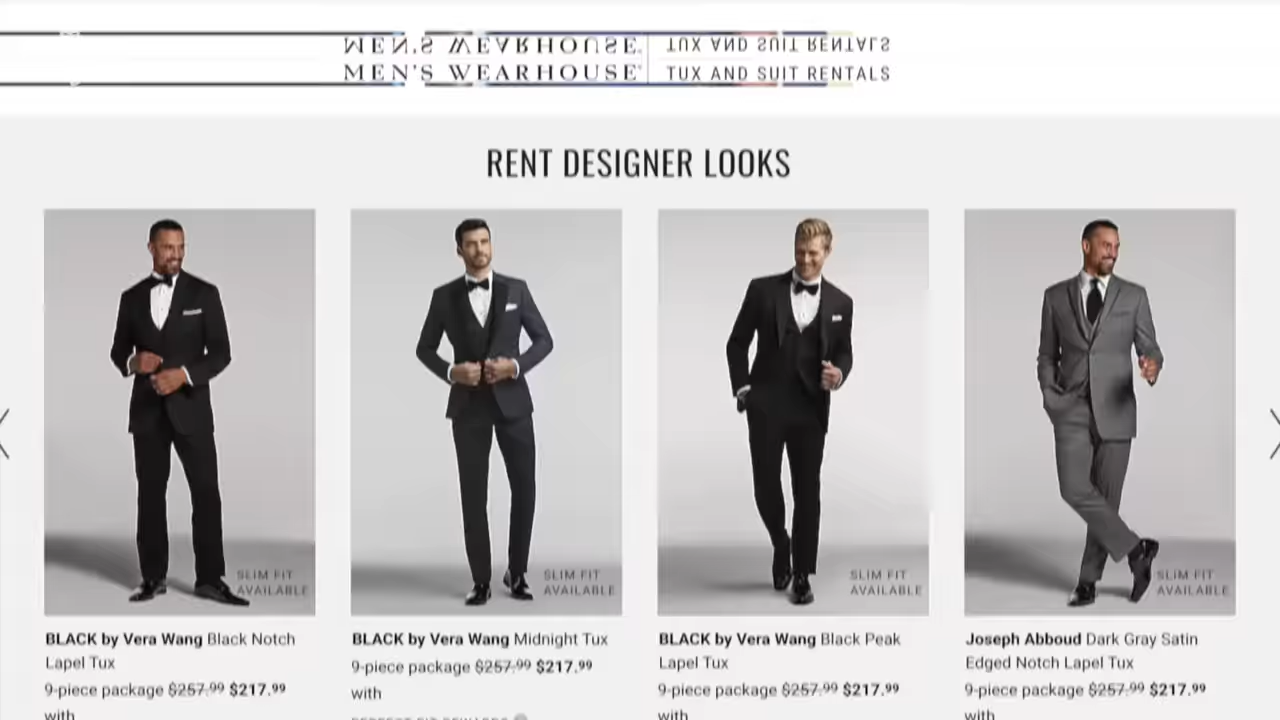 MEN'S WEARHOUSE TUX AND SUIT RENTALS
MEN'S WEARHOUSE® TUX AND SUIT RENTALS
RENT DESIGNER LOOKS
SLIM FIT
AVAILABLE
SLIM FIT
AVAILABLE
SLIM FIT
AVAILABLE
SLIM FIT
AVAILABLE
BLACK by Vera Wang Black Notch
Lapel Tux
9-piece package $257.99 $217.99
with
BLACK by Vera Wang Midnight Tux
9-piece package $257.99 $217.99
with
PERFECT FIT REWARDS
BLACK by Vera Wang Black Peak
Lapel Tux
9-piece package $257.99 $217.99
with
Joseph Abboud Dark Gray Satin
Edged Notch Lapel Tux
9-piece package $257.99 $217.99
with